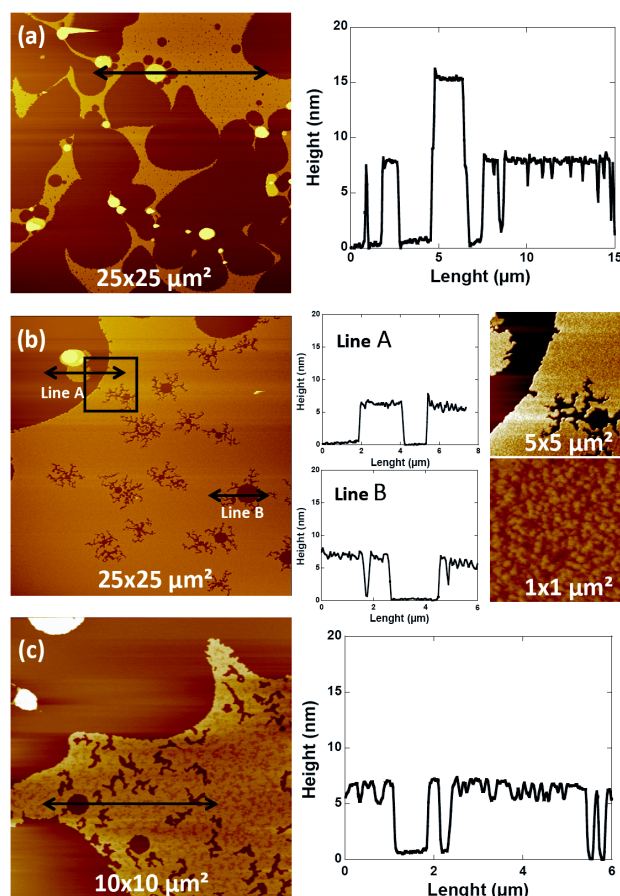 (a)
25x25 µm²
Height (nm)
20
15
10
5
0
0
5
10
15
Lenght (µm)
(b)
Line A
Line B
25x25 µm²
Line A
Height (nm)
20
15
10
5
0
0
2
4
6
8
Lenght (µm)
Line B
Height (nm)
20
15
10
5
0
0
2
4
6
Lenght (µm)
5x5 µm²
1x1 µm²
(c)
10x10 µm²
Height (nm)
20
15
10
5
0
0
2
4
6
Lenght (µm)